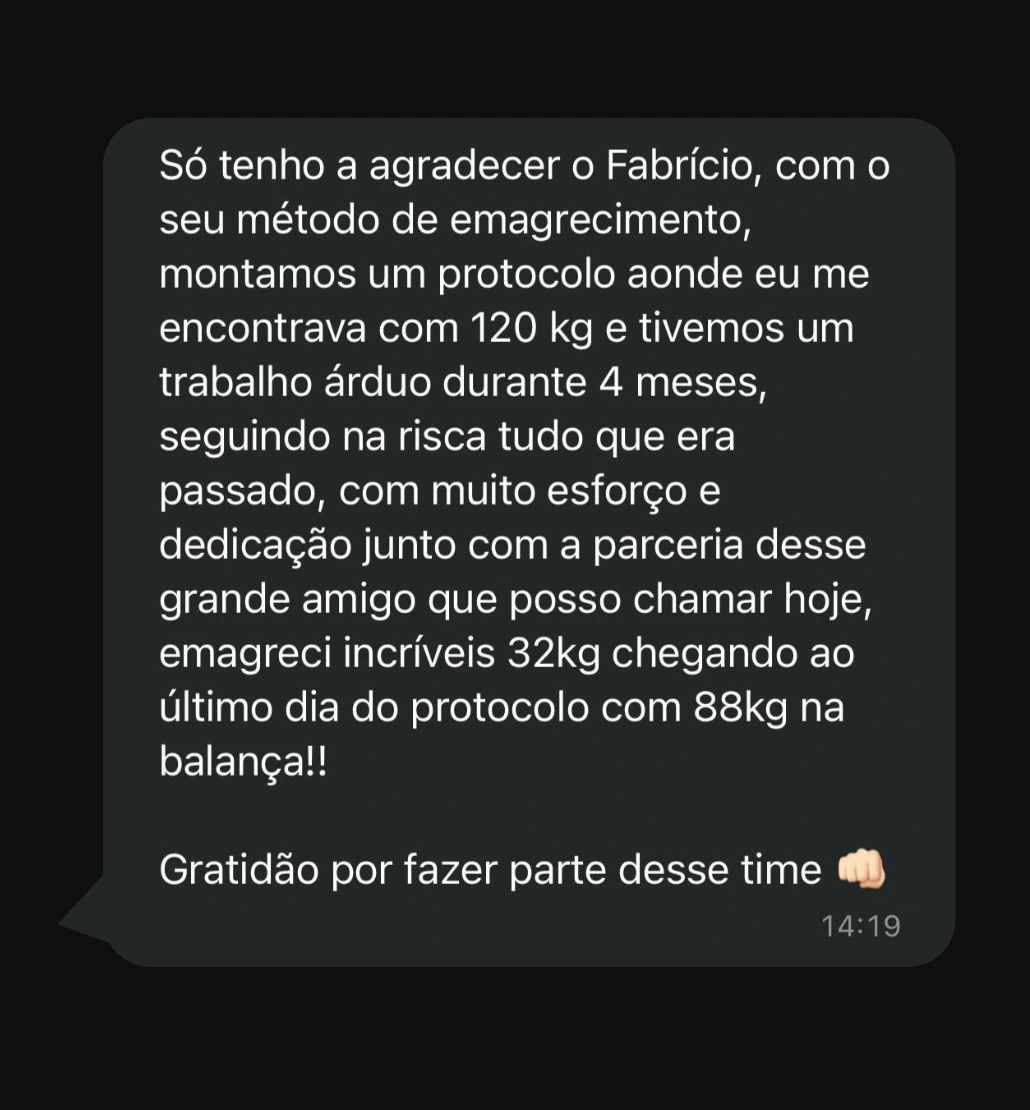 Só tenho a agradecer o Fabrício, com o
seu método de emagrecimento,
montamos um protocolo aonde eu me
encontrava com 120 kg e tivemos um
trabalho árduo durante 4 meses,
seguindo na risca tudo que era
passado, com muito esforço e
dedicação junto com a parceria desse
grande amigo que posso chamar hoje,
emagreci incríveis 32kg chegando ao
último dia do protocolo com 88kg na
balança!!
Gratidão por fazer parte desse time 👊🏻
14:19